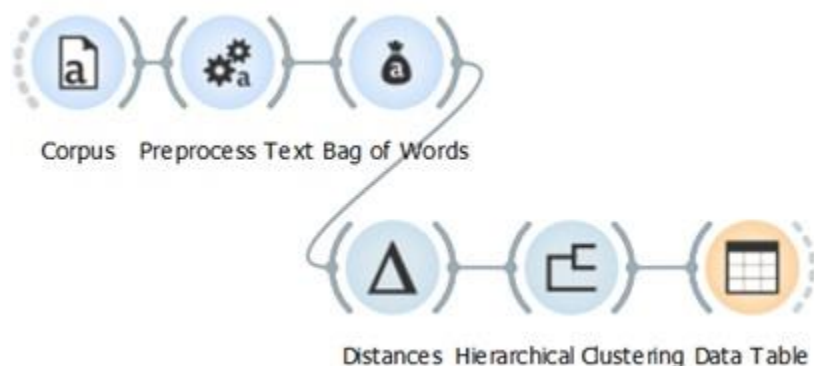 Corpus Preprocess Text Bag of Words
Distances Hierarchical Clustering Data Table